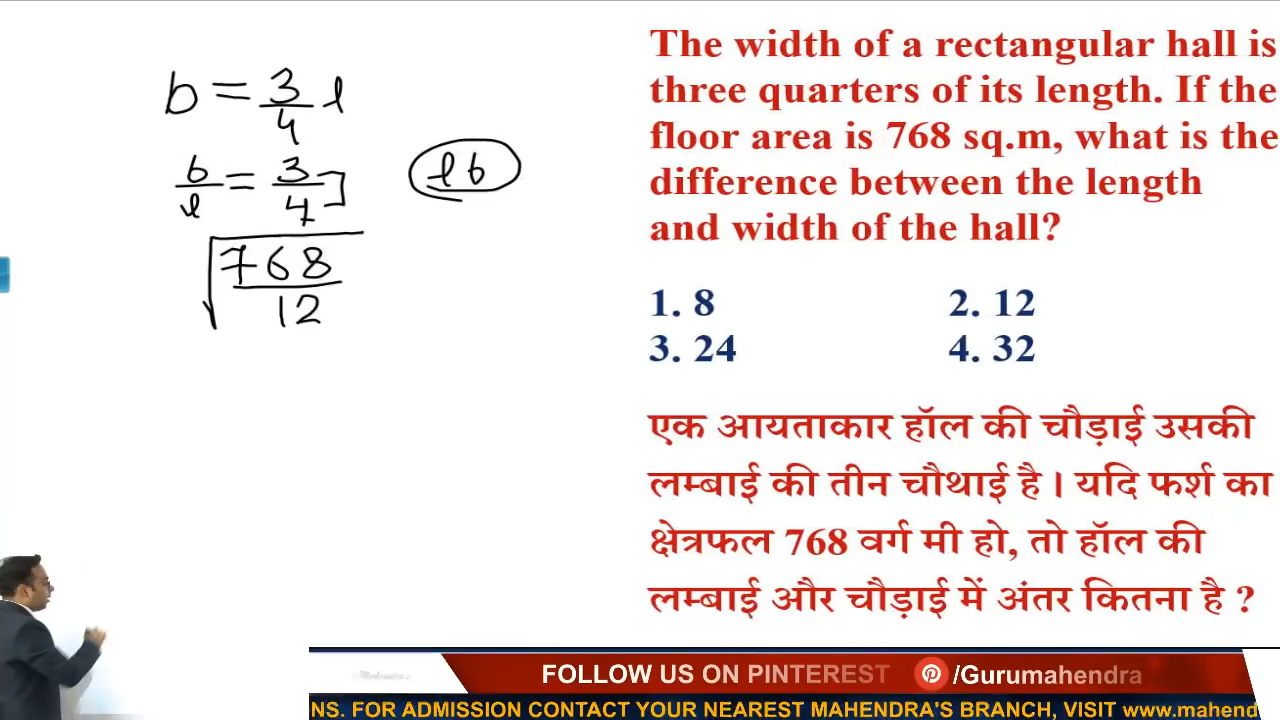 b = 3/4 l
b/l = 3/4 ]
l b
√768/12
The width of a rectangular hall is
three quarters of its length. If the
floor area is 768 sq.m, what is the
difference between the length
and width of the hall?
1. 8 2. 12
3. 24 4. 32
एक आयताकार हॉल की चौड़ाई उसकी
लम्बाई की तीन चौथाई है। यदि फर्श का
क्षेत्रफल 768 वर्ग मी हो, तो हॉल की
लम्बाई और चौड़ाई में अंतर कितना है ?
FOLLOW US ON PINTEREST /Gurumahendra
NS. FOR ADMISSION CONTACT YOUR NEAREST MAHENDRA'S BRANCH, VISIT www.mahend